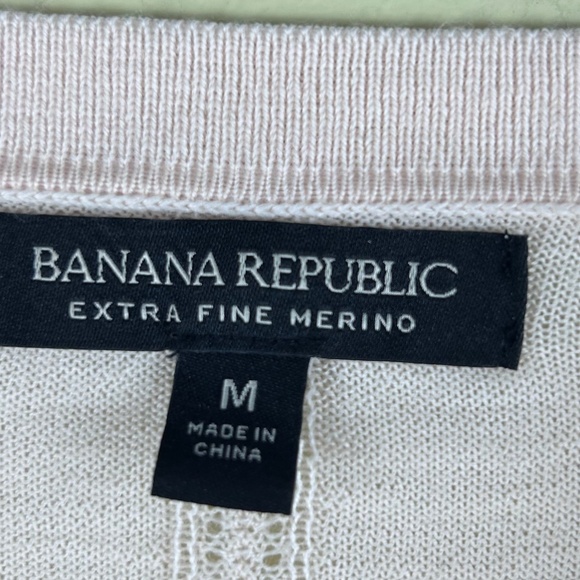 BANANA REPUBLIC
EXTRA FINE MERINO
M
MADE IN
CHINA